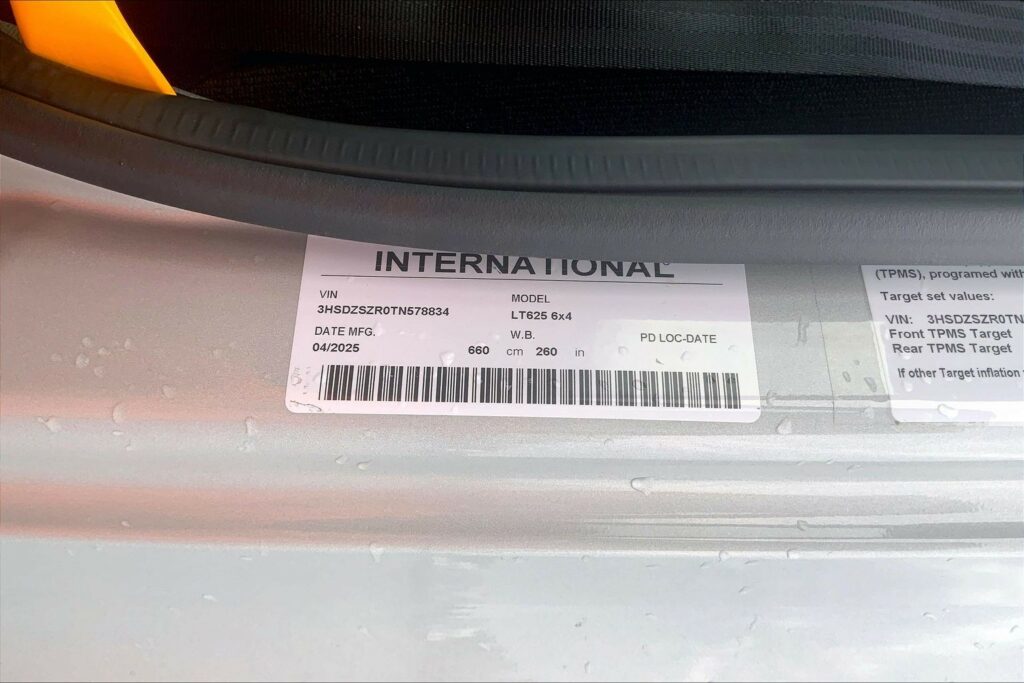 INTERNATIONAL®
VIN
3HSDZSZR0TN578834
MODEL
LT625 6x4
DATE MFG.
04/2025
W.B.
660 cm 260 in
PD LOC-DATE
(TPMS), programed with
Target set values:
VIN: 3HSDZSZR0TN
Front TPMS Target
Rear TPMS Target
If other Target inflation